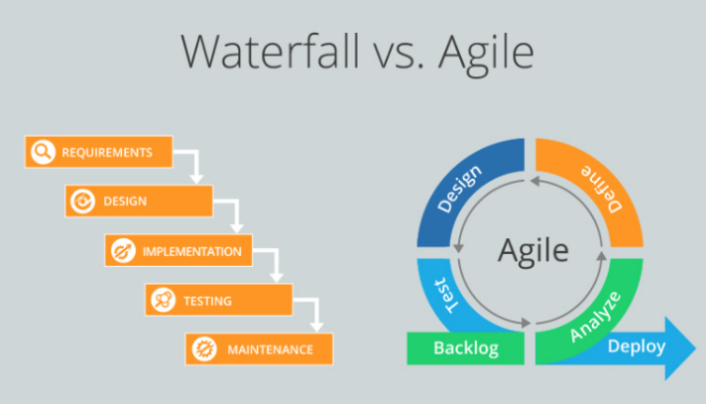 Waterfall vs. Agile
REQUIREMENTS
DESIGN
IMPLEMENTATION
TESTING
MAINTENANCE
Design
Define
Agile
Test
Analyze
Backlog
Deploy